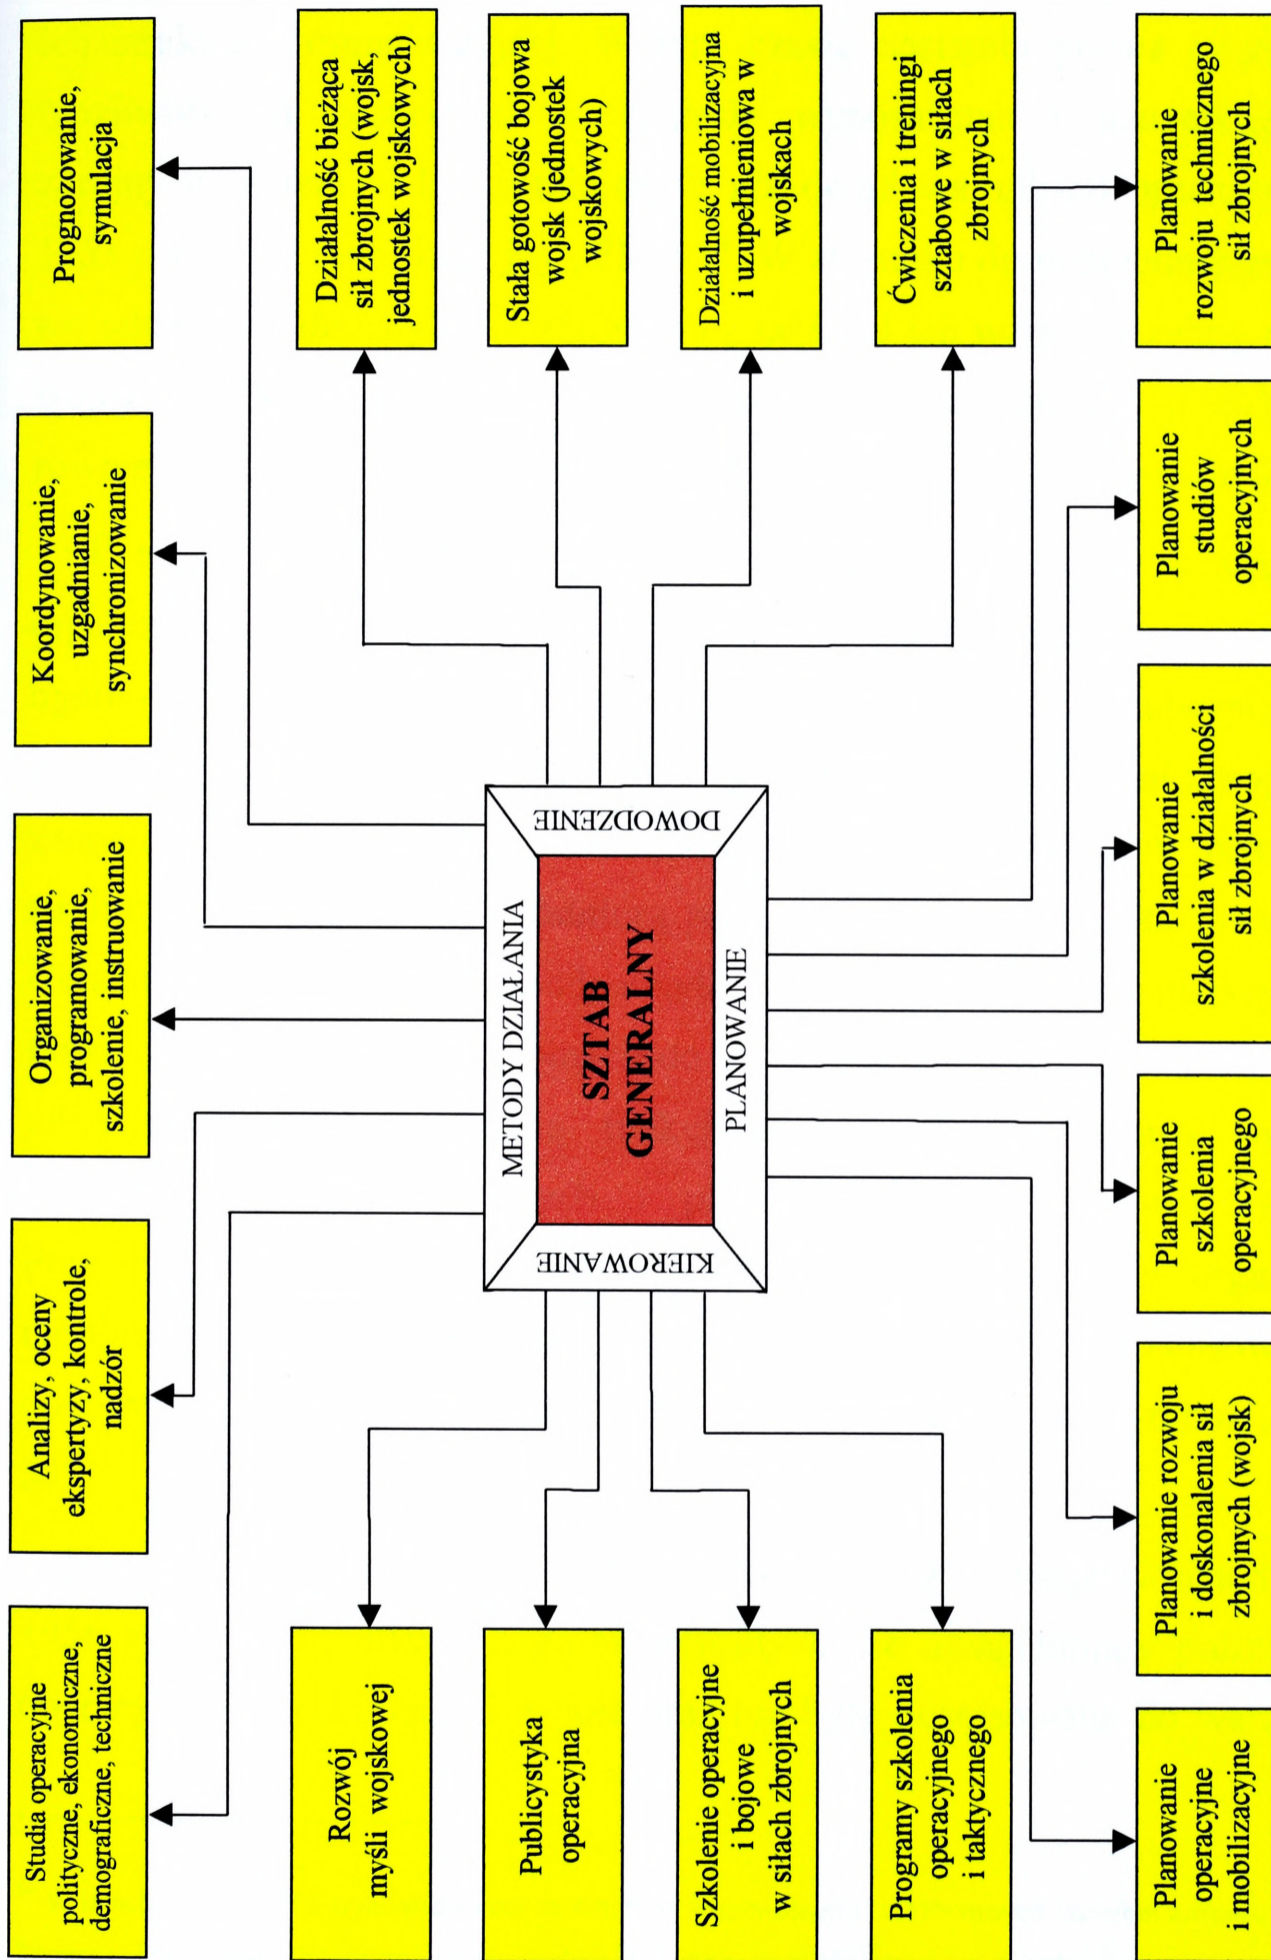 Studia operacyjne
polityczne, ekonomiczne,
demograficzne, techniczne
Analizy, oceny
ekspertyzy, kontrole,
nadzór
Organizowanie,
programowanie,
szkolenie, instruowanie
Koordynowanie,
uzgadnianie,
synchronizowanie
Prognozowanie,
symulacja
Rozwój
myśli wojskowej
Publicystyka
operacyjna
Szkolenie operacyjne
i bojowe
w siłach zbrojnych
Programy szkolenia
operacyjnego
i taktycznego
METODY DZIAŁANIA
KIEROWANIE
SZTAB
GENERALNY
DOWODZENIE
PLANOWANIE
Działalność bieżąca
sił zbrojnych (wojsk,
jednostek wojskowych)
Stała gotowość bojowa
wojsk (jednostek
wojskowych)
Działalność mobilizacyjna
i uzupełnieniowa w
wojskach
Ćwiczenia i treningi
sztabowe w siłach
zbrojnych
Planowanie
operacyjne
i mobilizacyjne
Planowanie rozwoju
i doskonalenia sił
zbrojnych (wojsk)
Planowanie
szkolenia
operacyjnego
Planowanie
szkolenia w działalności
sił zbrojnych
Planowanie
studiów
operacyjnych
Planowanie
rozwoju technicznego
sił zbrojnych